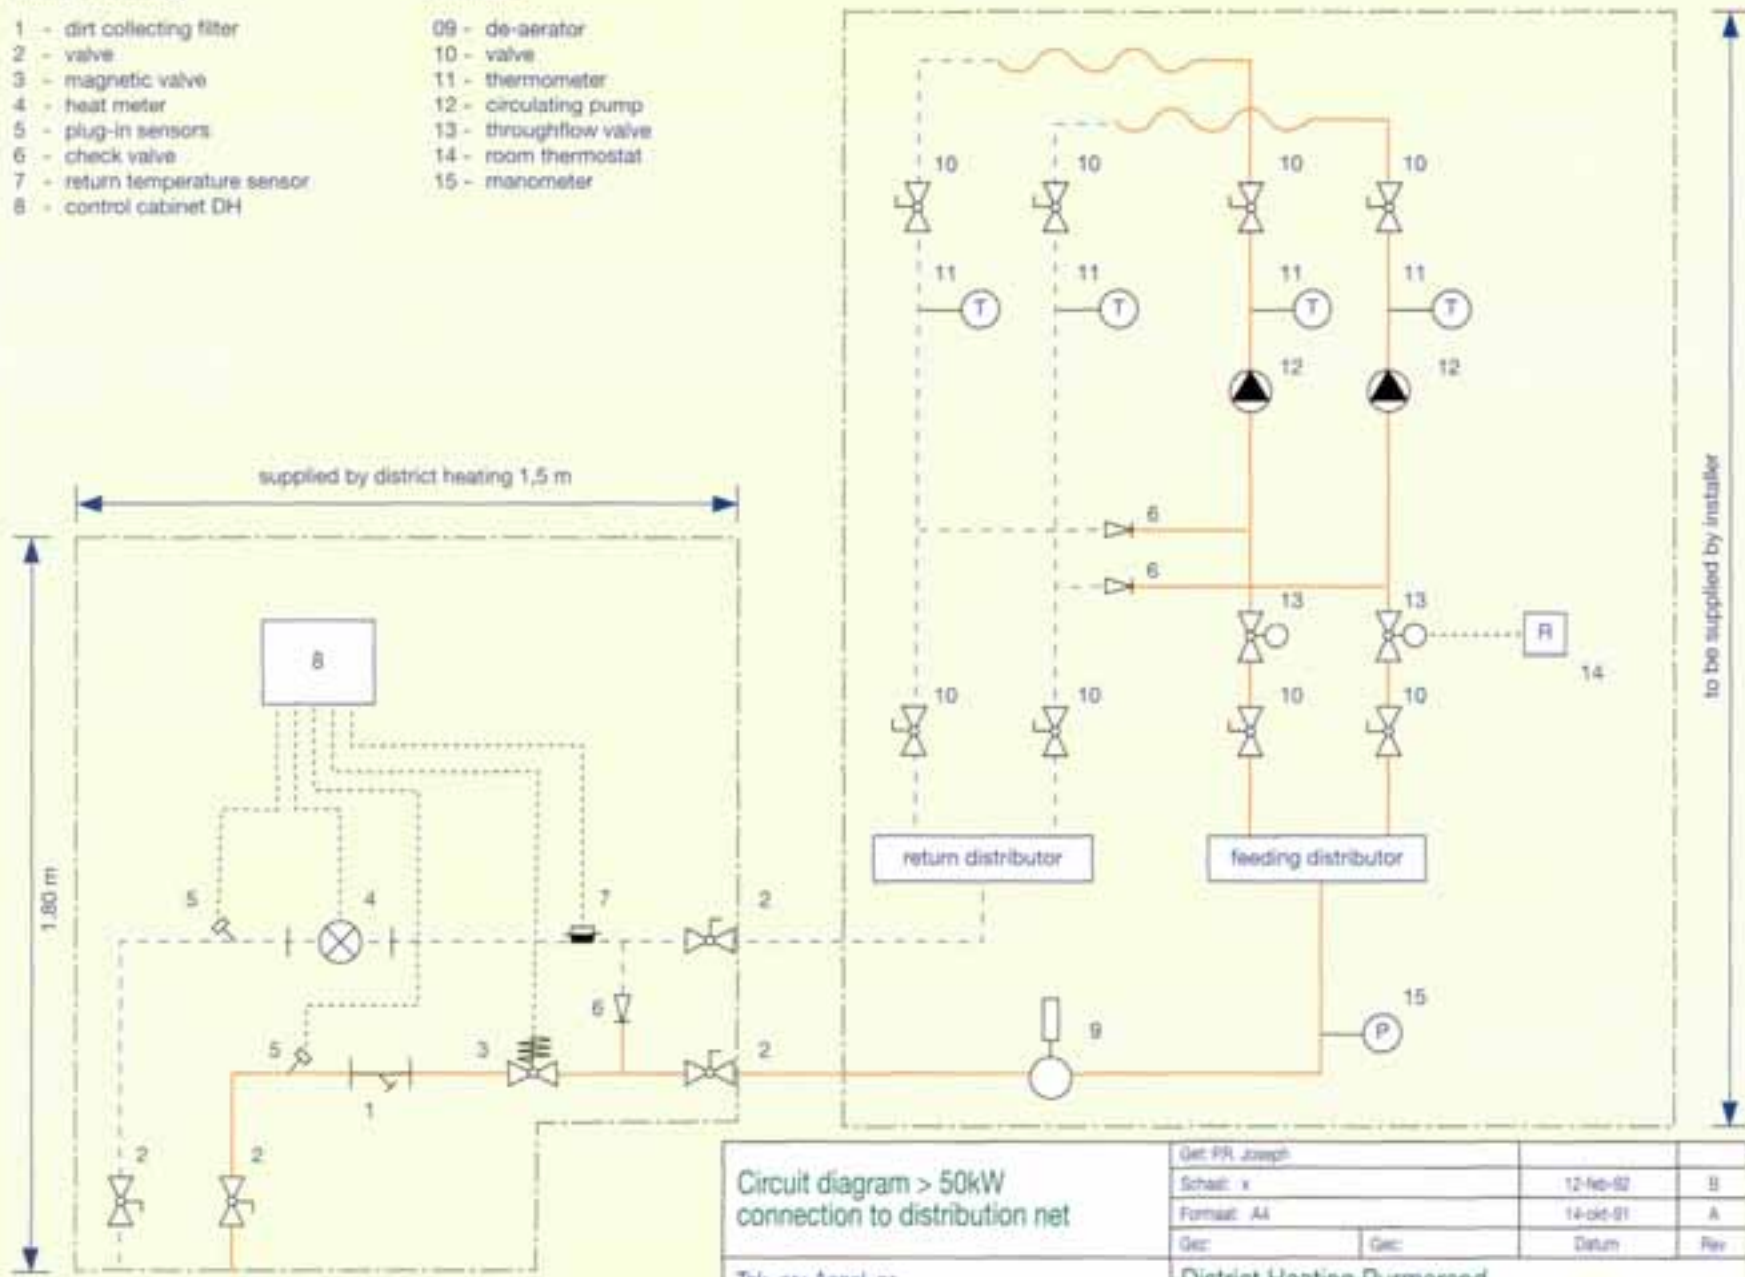 1 - dirt collecting filter
2 - valve
3 - magnetic valve
4 - heat meter
5 - plug-in sensors
6 - check valve
7 - return temperature sensor
8 - control cabinet DH
09 - de-aerator
10 - valve
11 - thermometer
12 - circulating pump
13 - throughflow valve
14 - room thermostat
15 - manometer
10 10 10 10
11 11 11 11
T T T T
12 12
supplied by district heating 1,5 m
to be supplied by installer
6
6
13 13
R
14
8
10 10 10 10
return distributor feeding distributor
1.80 m
5 4 7 2
6
5 3 2
1
9
15
P
2 2
Circuit diagram > 50kW
connection to distribution net
Get: P.R. Joseph
Schaal: x 12-feb-92 B
Formaat: A4 14-okt-91 A
Gez: Gec: Datum Rev
District Heating Purmerend